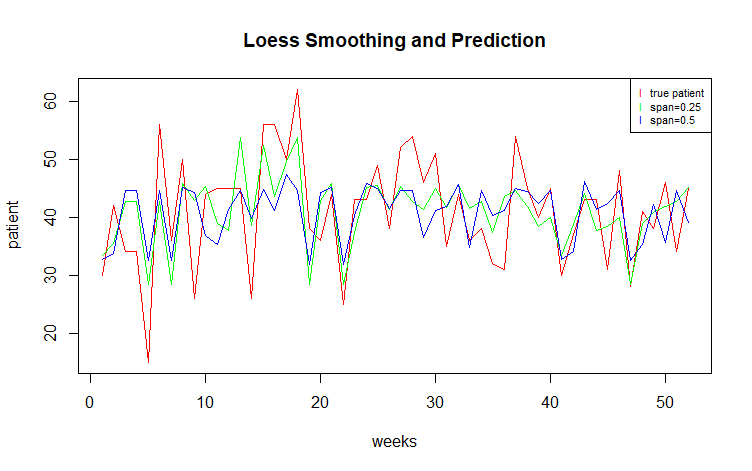 Loess Smoothing and Prediction
true patient
span=0.25
span=0.5
60
50
40
30
20
patient
0 10 20 30 40 50
weeks